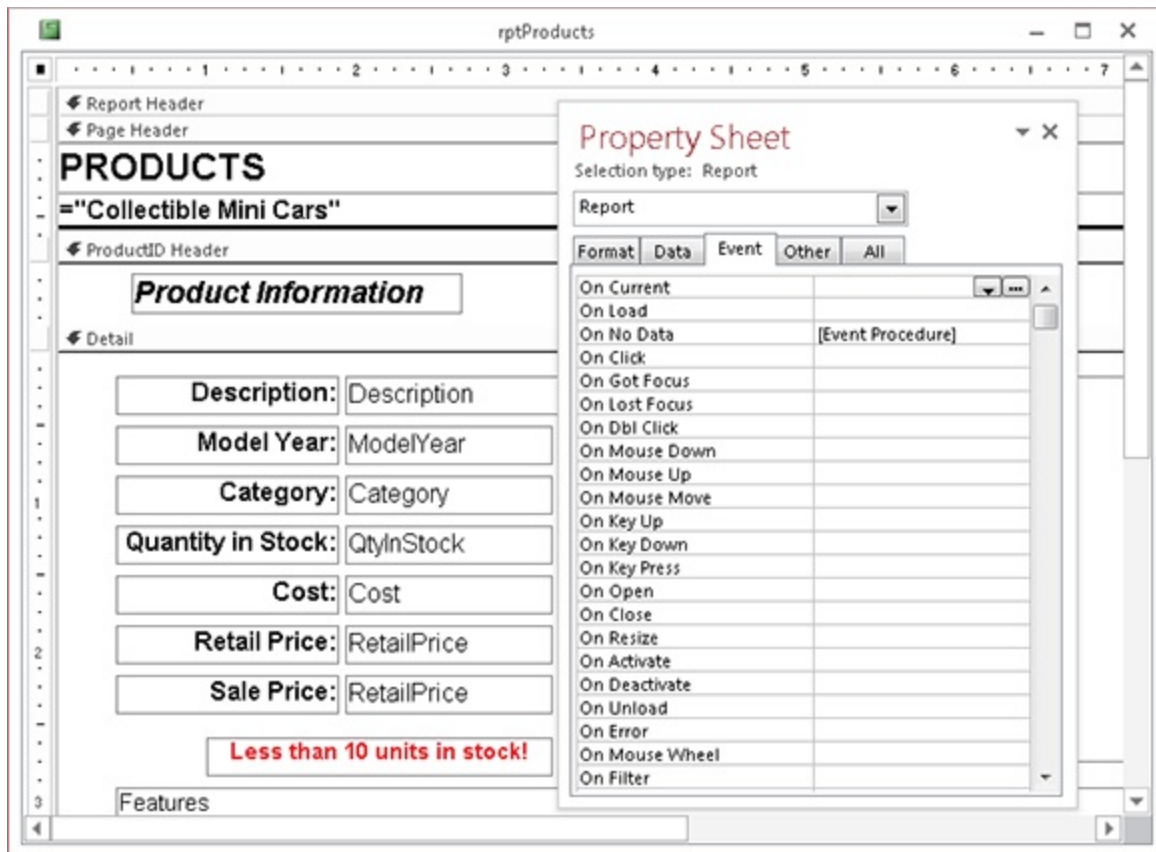 rptProducts
1 2 3 4 5 6 7
Report Header
Page Header
PRODUCTS
="Collectible Mini Cars"
ProductID Header
Product Information
Detail
Description: Description
Model Year: ModelYear
Category: Category
1
Quantity in Stock: QtyInStock
Cost: Cost
Retail Price: RetailPrice
2
Sale Price: RetailPrice
Less than 10 units in stock!
3
Features
Property Sheet
Selection type: Report
Report
Format Data Event Other All
On Current
On Load
On No Data [Event Procedure]
On Click
On Got Focus
On Lost Focus
On Dbl Click
On Mouse Down
On Mouse Up
On Mouse Move
On Key Up
On Key Down
On Key Press
On Open
On Close
On Resize
On Activate
On Deactivate
On Unload
On Error
On Mouse Wheel
On Filter